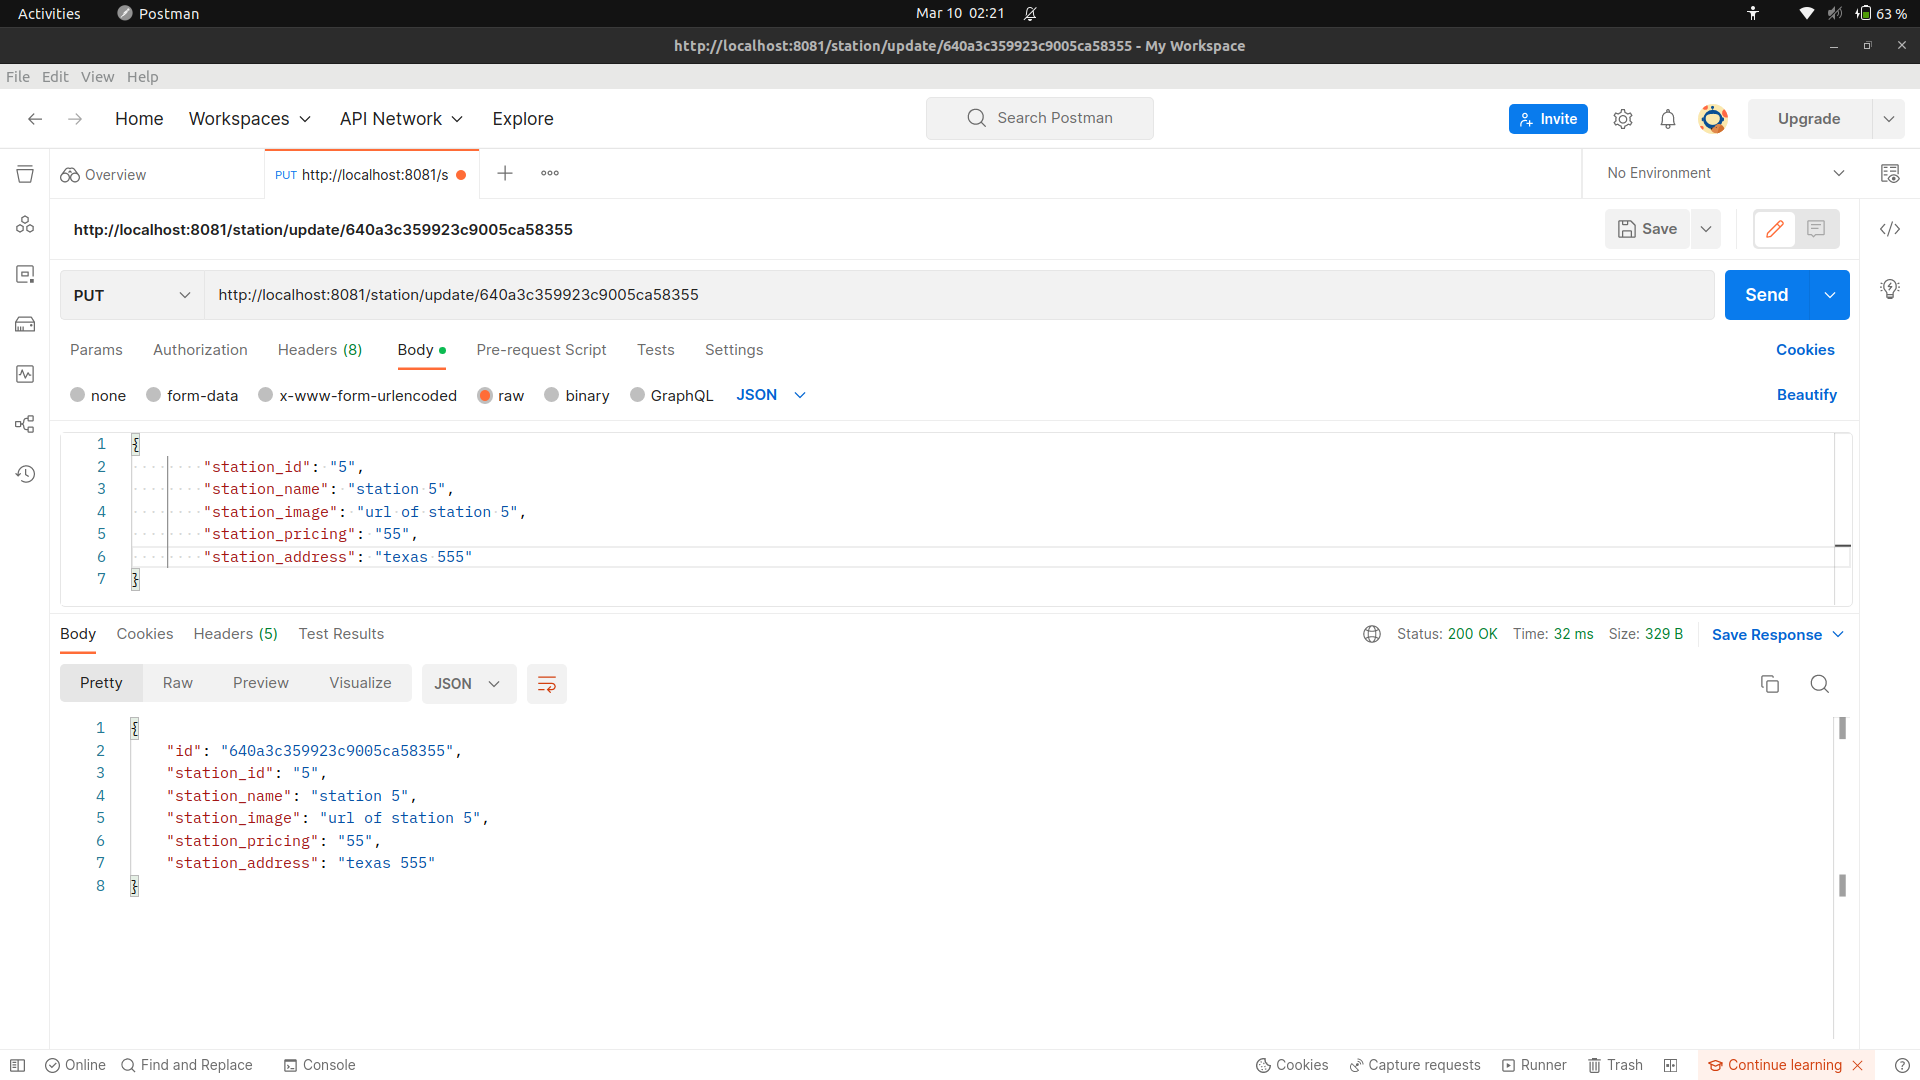 Activities Postman Mar 10 02:21 63 %
http://localhost:8081/station/update/640a3c359923c9005ca58355 - My Workspace
File Edit View Help
Home Workspaces API Network Explore Search Postman Invite Upgrade
Overview PUT http://localhost:8081/s No Environment
http://localhost:8081/station/update/640a3c359923c9005ca58355 Save
PUT http://localhost:8081/station/update/640a3c359923c9005ca58355 Send
Params Authorization Headers (8) Body Pre-request Script Tests Settings Cookies
none form-data x-www-form-urlencoded raw binary GraphQL JSON Beautify
1 {
2 "station_id": "5",
3 "station_name": "station 5",
4 "station_image": "url of station 5",
5 "station_pricing": "55",
6 "station_address": "texas 555"
7 }
Body Cookies Headers (5) Test Results Status: 200 OK Time: 32 ms Size: 329 B Save Response
Pretty Raw Preview Visualize JSON
1 {
2 "id": "640a3c359923c9005ca58355",
3 "station_id": "5",
4 "station_name": "station 5",
5 "station_image": "url of station 5",
6 "station_pricing": "55",
7 "station_address": "texas 555"
8 }
Online Find and Replace Console Cookies Capture requests Runner Trash Continue learning